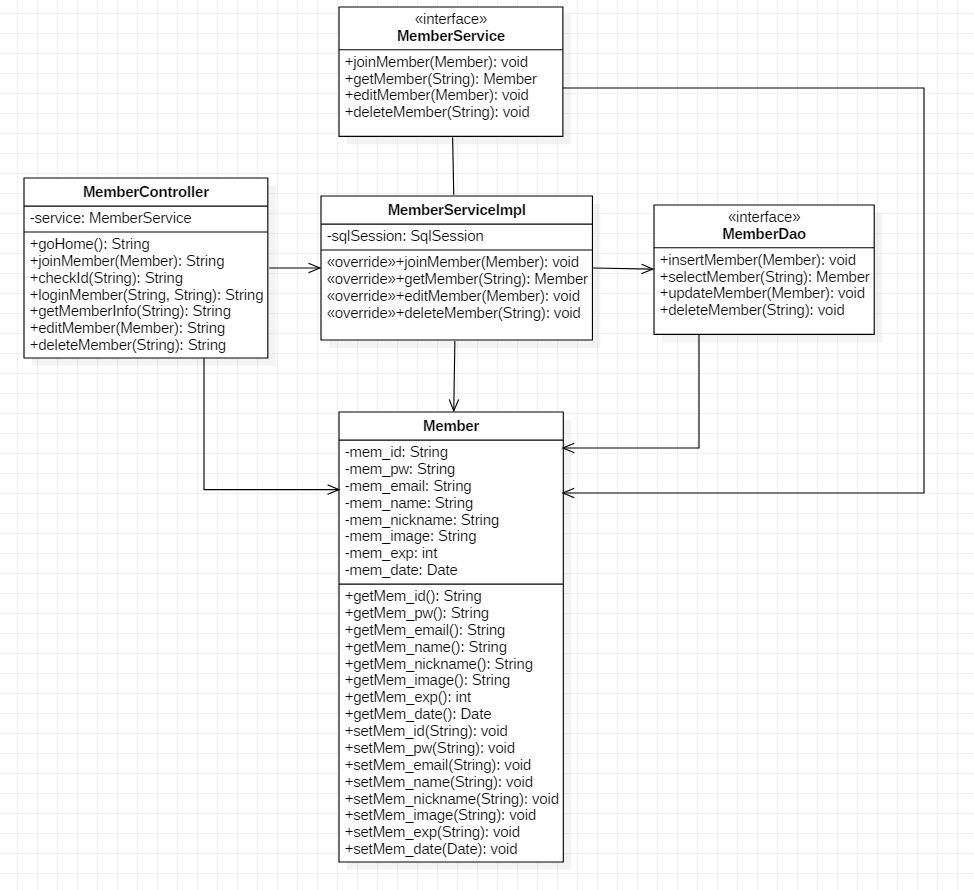 «interface»
MemberService
+joinMember(Member): void
+getMember(String): Member
+editMember(Member): void
+deleteMember(String): void
MemberController
-service: MemberService
+goHome(): String
+joinMember(Member): String
+checkId(String): String
+loginMember(String, String): String
+getMemberInfo(String): String
+editMember(Member): String
+deleteMember(String): String
MemberServiceImpl
-sqlSession: SqlSession
«override»+joinMember(Member): void
«override»+getMember(String): Member
«override»+editMember(Member): void
«override»+deleteMember(String): void
«interface»
MemberDao
+insertMember(Member): void
+selectMember(String): Member
+updateMember(Member): void
+deleteMember(String): void
Member
-mem_id: String
-mem_pw: String
-mem_email: String
-mem_name: String
-mem_nickname: String
-mem_image: String
-mem_exp: int
-mem_date: Date
+getMem_id(): String
+getMem_pw(): String
+getMem_email(): String
+getMem_name(): String
+getMem_nickname(): String
+getMem_image(): String
+getMem_exp(): int
+getMem_date(): Date
+setMem_id(String): void
+setMem_pw(String): void
+setMem_email(String): void
+setMem_name(String): void
+setMem_nickname(String): void
+setMem_image(String): void
+setMem_exp(String): void
+setMem_date(Date): void